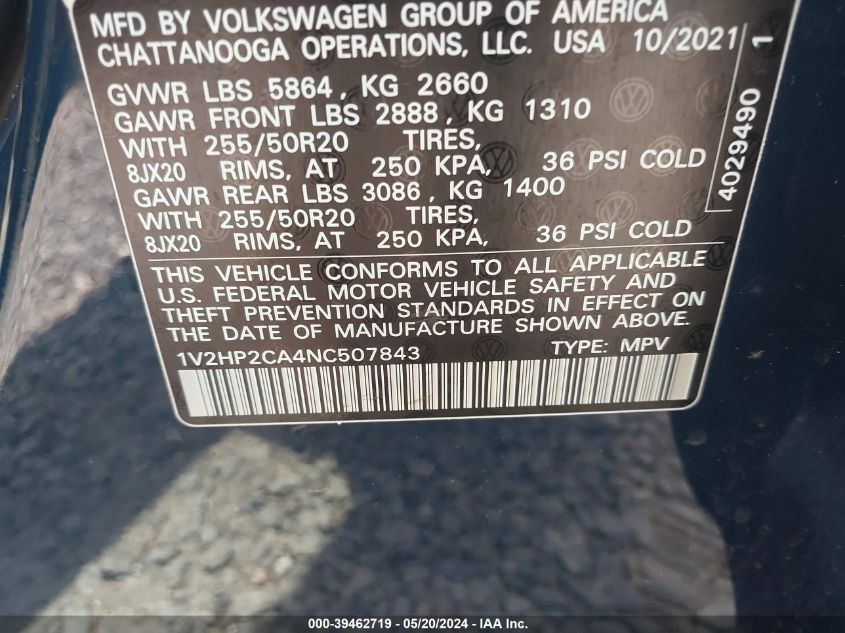 MFD BY VOLKSWAGEN GROUP OF AMERICA
CHATTANOOGA OPERATIONS, LLC. USA 10/2021
GVWR LBS 5864, KG 2660
GAWR FRONT LBS 2888, KG 1310
WITH 255/50R20 TIRES,
8JX20 RIMS, AT 250 KPA, 36 PSI COLD
GAWR REAR LBS 3086, KG 1400
WITH 255/50R20 TIRES,
8JX20 RIMS, AT 250 KPA, 36 PSI COLD
THIS VEHICLE CONFORMS TO ALL APPLICABLE
U.S. FEDERAL MOTOR VEHICLE SAFETY AND
THEFT PREVENTION STANDARDS IN EFFECT ON
THE DATE OF MANUFACTURE SHOWN ABOVE.
1V2HP2CA4NC507843 TYPE: MPV
4029490 1
000-39462719 - 05/20/2024 - IAA Inc.